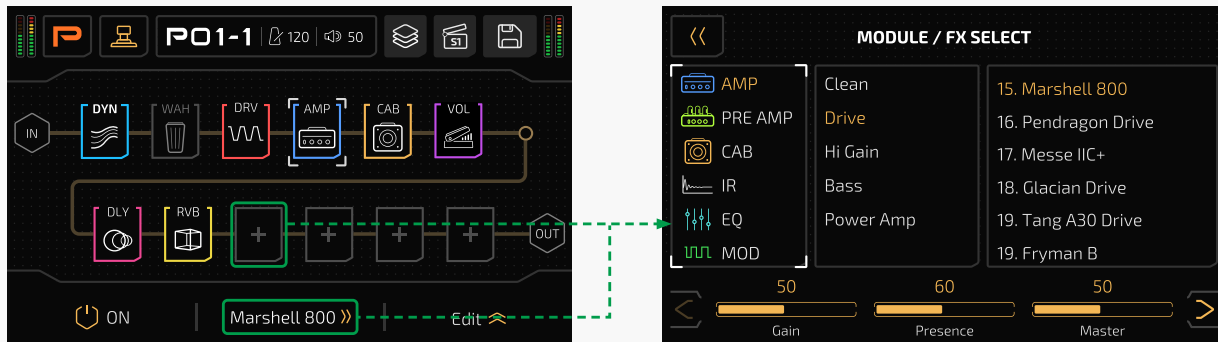 P01-1 120 50 S1
IN
DYN WAH DRV AMP CAB VOL
DLY RVB + + + + OUT
ON Marshell 800 » Edit
MODULE / FX SELECT
AMP
PRE AMP
CAB
IR
EQ
MOD
Clean
Drive
Hi Gain
Bass
Power Amp
15. Marshell 800
16. Pendragon Drive
17. Messe IIC+
18. Glacian Drive
19. Tang A30 Drive
19. Fryman B
50 60 50
Gain Presence Master